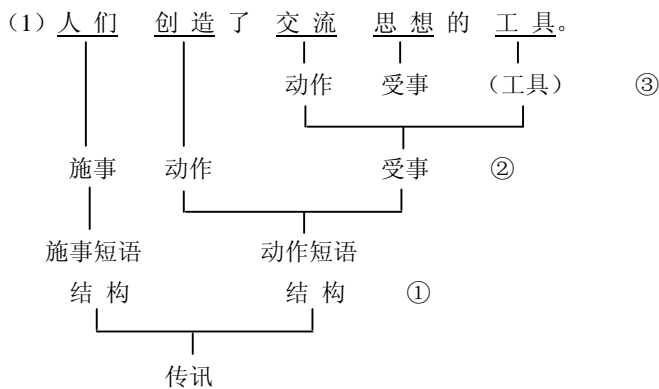 （1）人们 创造了 交流 思想的 工具。
动作 受事 （工具） ③
施事 动作 受事 ②
施事短语 动作短语
结构 结构 ①
传讯